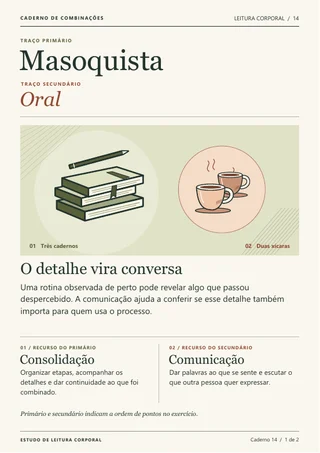 CADERNO DE COMBINAÇÕES
LEITURA CORPORAL / 14
TRAÇO PRIMÁRIO
Masoquista
TRAÇO SECUNDÁRIO
Oral
01 Três cadernos
02 Duas xícaras
O detalhe vira conversa
Uma rotina observada de perto pode revelar algo que passou
despercebido. A comunicação ajuda a conferir se esse detalhe também
importa para quem usa o processo.
01 / RECURSO DO PRIMÁRIO
Consolidação
Organizar etapas, acompanhar os
detalhes e dar continuidade ao que foi
combinado.
02 / RECURSO DO SECUNDÁRIO
Comunicação
Dar palavras ao que se sente e escutar o
que outra pessoa quer expressar.
Primário e secundário indicam a ordem de pontos no exercício.
ESTUDO DE LEITURA CORPORAL
Caderno 14 / 1 de 2